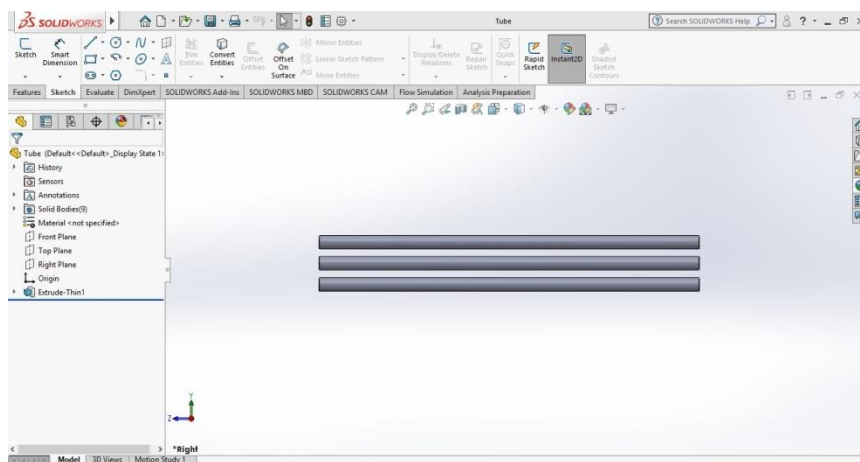 SOLIDWORKS
Tube
Search SOLIDWORKS Help
Sketch
Smart Dimension
Trim Entities
Convert Entities
Offset Entities
Offset On Surface
Mirror Entities
Linear Sketch Pattern
Move Entities
Display/Delete Relations
Repair Sketch
Quick Snaps
Rapid Sketch
Instant2D
Shaded Sketch Contours
Features Sketch Evaluate DimXpert SOLIDWORKS Add-Ins SOLIDWORKS MBD SOLIDWORKS CAM Flow Simulation Analysis Preparation
Tube (Default<<Default>_Display State 1
History
Sensors
Annotations
Solid Bodies(9)
Material <not specified>
Front Plane
Top Plane
Right Plane
Origin
Extrude-Thin1
Y
Z
*Right
Model 3D Views Motion Study 1